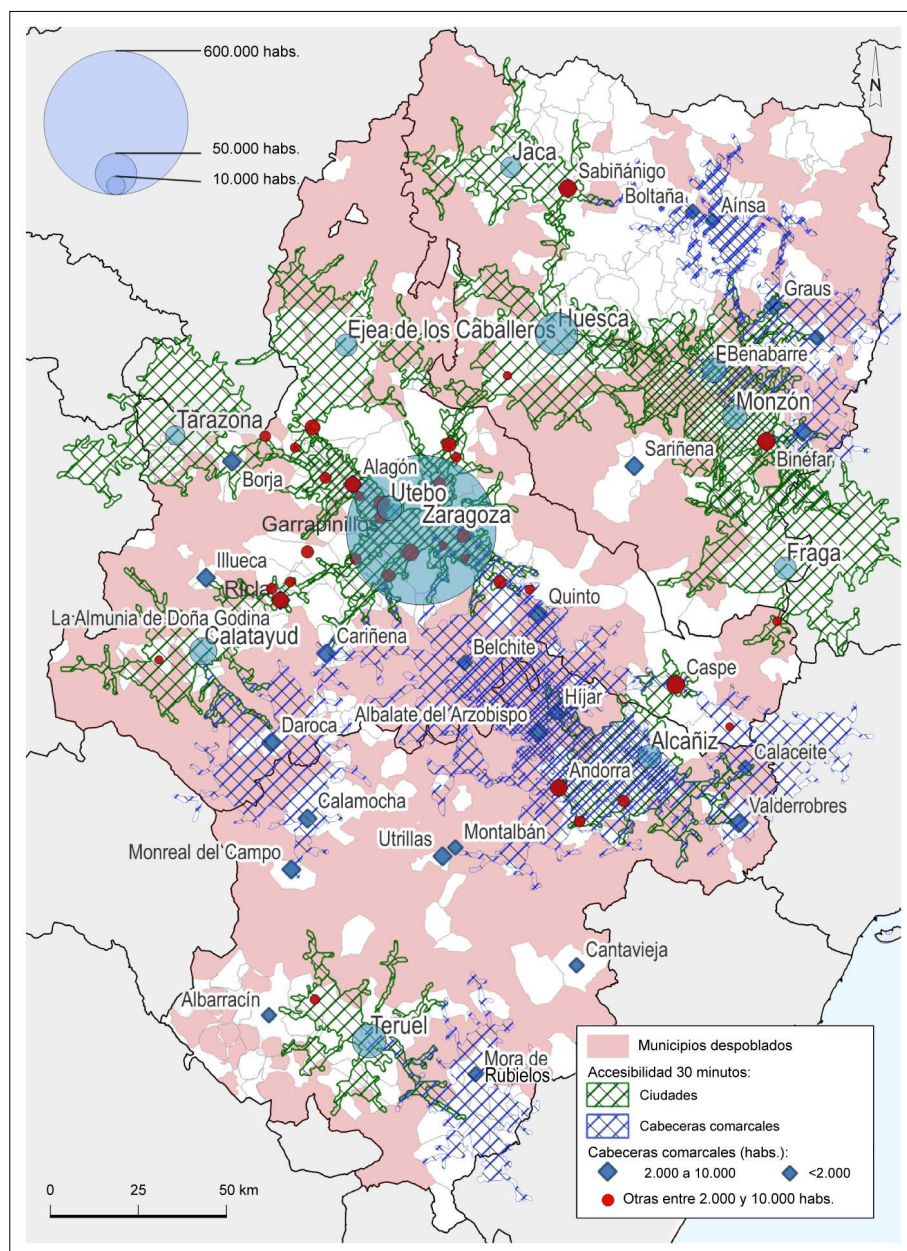 600.000 habs.
50.000 habs.
10.000 habs.
N
Jaca
Sabiñánigo
Boltaña
Aínsa
Graus
Ejea de los Caballeros
Huesca
EBenabarre
Monzón
Tarazona
Sariñena
Binéfar
Borja
Alagón
Utebo
Garrapinillos
Zaragoza
Fraga
Illueca
Ricla
Quinto
La Almunia de Doña Godina
Calatayud
Cariñena
Belchite
Caspe
Híjar
Daroca
Albalate del Arzobispo
Alcañiz
Calaceite
Andorra
Calamocha
Valderrobres
Utrillas
Montalbán
Monreal del Campo
Cantavieja
Albarracín
Teruel
Mora de
Rubielos
Municipios despoblados
Accesibilidad 30 minutos:
Ciudades
Cabeceras comarcales
Cabeceras comarcales (habs.):
2.000 a 10.000
<2.000
Otras entre 2.000 y 10.000 habs.
0 25 50 km